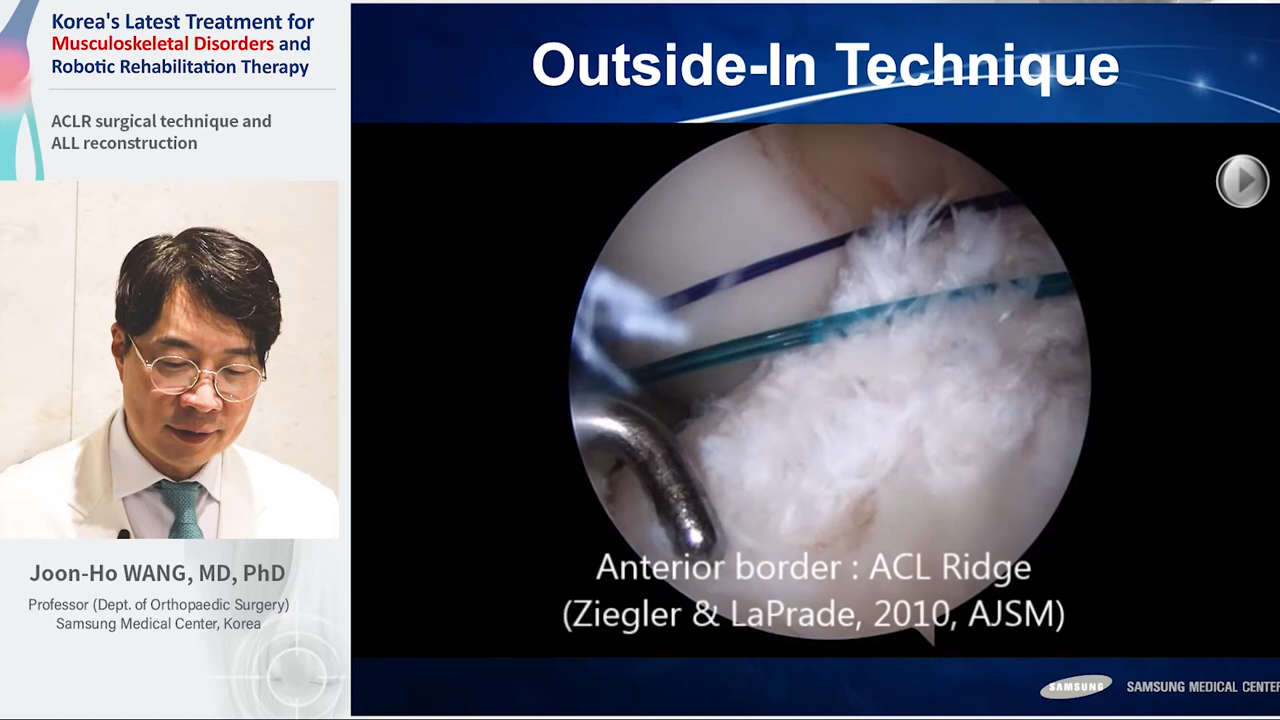 Korea's Latest Treatment for
Musculoskeletal Disorders and
Robotic Rehabilitation Therapy
ACLR surgical technique and
ALL reconstruction
Joon-Ho WANG, MD, PhD
Professor (Dept. of Orthopaedic Surgery)
Samsung Medical Center, Korea
Outside-In Technique
Anterior border : ACL Ridge
(Ziegler & LaPrade, 2010, AJSM)
SAMSUNG SAMSUNG MEDICAL CENTER